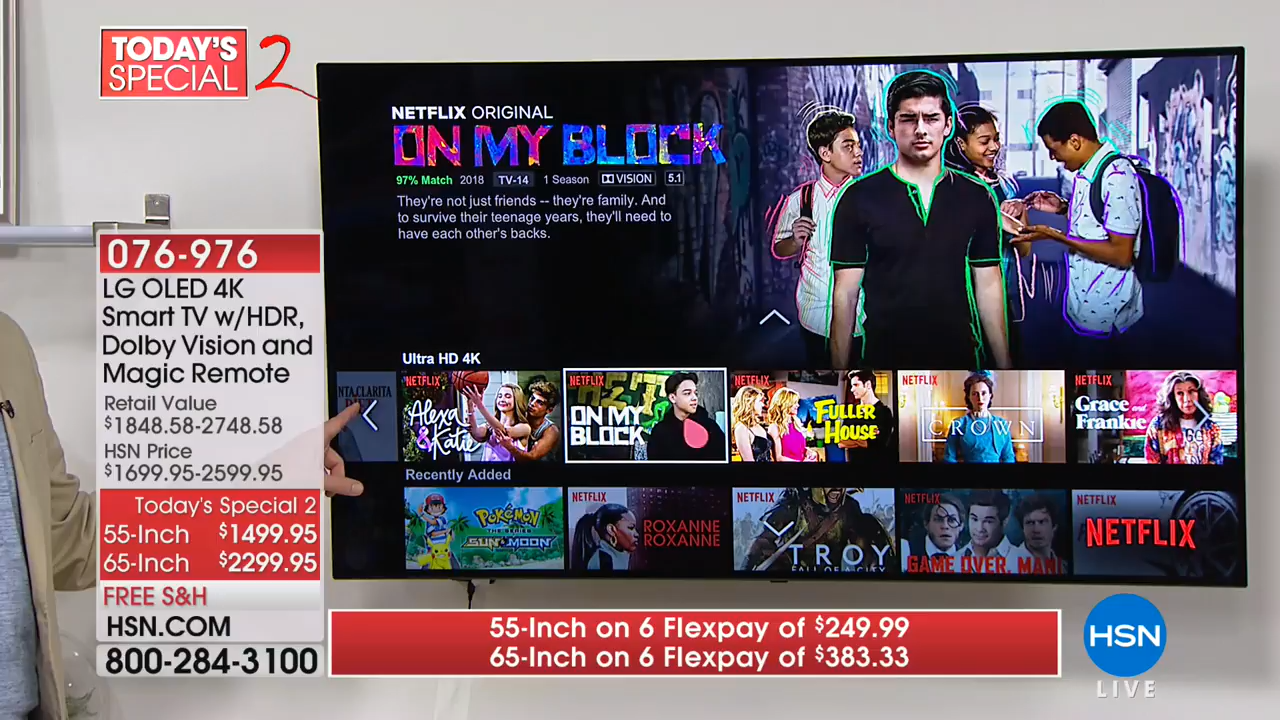 TODAY'S
SPECIAL 2
076-976
LG OLED 4K
Smart TV w/HDR,
Dolby Vision and
Magic Remote
Retail Value
$1848.58-2748.58
HSN Price
$1699.95-2599.95
Today's Special 2
55-Inch $1499.95
65-Inch $2299.95
FREE S&H
HSN.COM
800-284-3100
NETFLIX ORIGINAL
ON MY BLOCK
97% Match 2018 TV-14 1 Season VISION 5.1
They're not just friends -- they're family. And
to survive their teenage years, they'll need to
have each other's backs.
Ultra HD 4K
NTA CLARITA
NETFLIX
Alexa
& Katie
NETFLIX
ON MY
BLOCK
NETFLIX
FULLER
HOUSE
NETFLIX
CROWN
NETFLIX
Grace and
Frankie
Recently Added
POKÉMON
THE SERIES
SUN & MOON
NETFLIX
ROXANNE
ROXANNE
NETFLIX
TROY
FALL OF A CITY
NETFLIX
GAME OVER, MAN!
NETFLIX
NETFLIX
55-Inch on 6 Flexpay of $249.99
65-Inch on 6 Flexpay of $383.33
HSN
LIVE